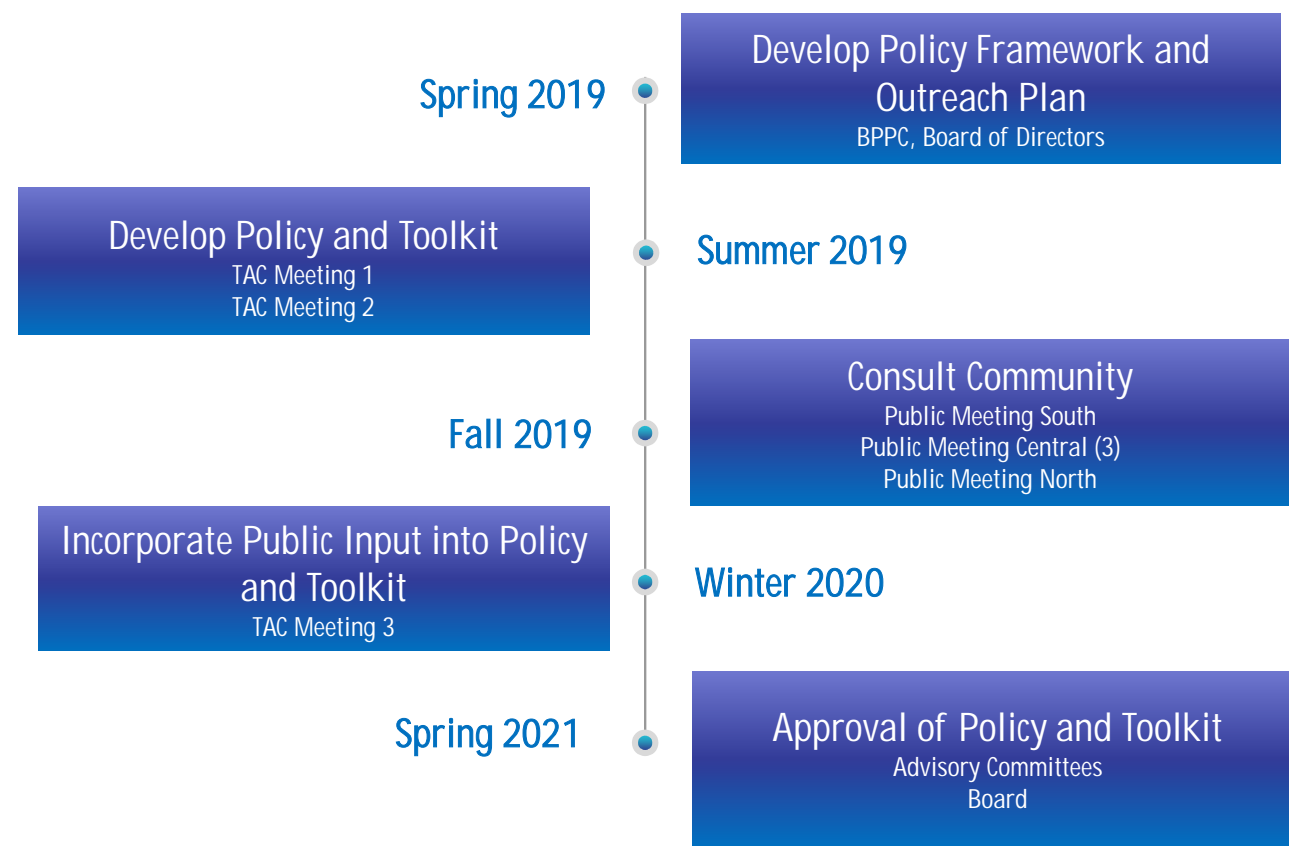 Spring 2019
Develop Policy Framework and
Outreach Plan
BPPC, Board of Directors
Develop Policy and Toolkit
TAC Meeting 1
TAC Meeting 2
Summer 2019
Fall 2019
Consult Community
Public Meeting South
Public Meeting Central (3)
Public Meeting North
Incorporate Public Input into Policy
and Toolkit
TAC Meeting 3
Winter 2020
Spring 2021
Approval of Policy and Toolkit
Advisory Committees
Board